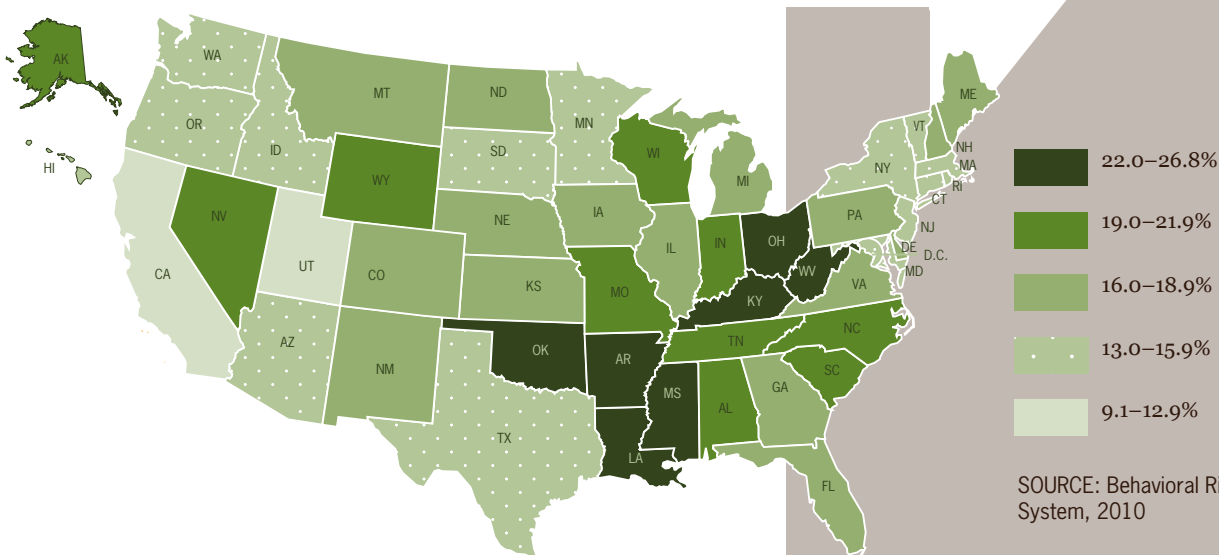 AK
WA
MT
ND
MN
ME
VT
NH
MA
RI
CT
NY
OR
ID
SD
WI
MI
HI
WY
NV
NE
IA
PA
NJ
DE
D.C.
MD
IL
IN
OH
CA
UT
CO
KS
MO
WV
VA
KY
AZ
NM
OK
AR
TN
NC
SC
TX
MS
AL
GA
LA
FL
22.0–26.8%
19.0–21.9%
16.0–18.9%
13.0–15.9%
9.1–12.9%
SOURCE: Behavioral
System, 2010